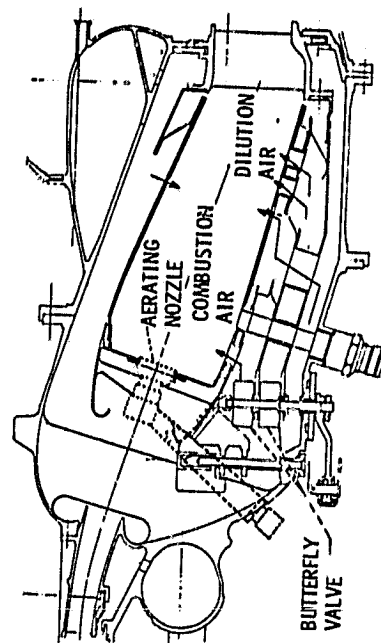 AERATING
NOZZLE
COMBUSTION
AIR
DILUTION
AIR
BUTTERFLY
VALVE